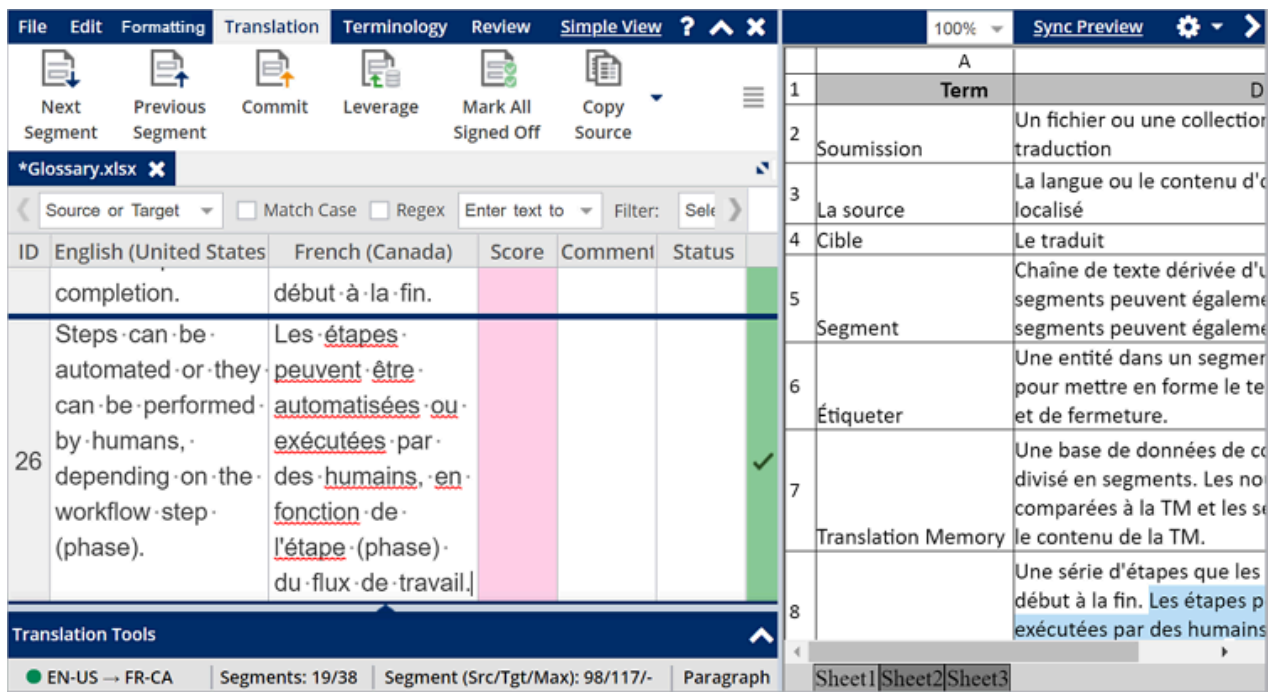 File Edit Formatting Translation Terminology Review Simple View ?
Next Segment
Previous Segment
Commit
Leverage
Mark All Signed Off
Copy Source
*Glossary.xlsx
Source or Target Match Case Regex Enter text to Filter: Sele
ID English (United States French (Canada) Score Comment Status
completion. début à la fin.
26
Steps can be
automated or they
can be performed
by humans,
depending on the
workflow step
(phase).
Les étapes
peuvent être
automatisées ou
exécutées par
des humains, en
fonction de
l'étape (phase)
du flux de travail.
Translation Tools
EN-US → FR-CA Segments: 19/38 Segment (Src/Tgt/Max): 98/117/- Paragraph
100% Sync Preview
A
1 Term D
2 Soumission
Un fichier ou une collection
traduction
3 La source
La langue ou le contenu d'o
localisé
4 Cible Le traduit
5 Segment
Chaîne de texte dérivée d'u
segments peuvent égaleme
segments peuvent égaleme
6 Étiqueter
Une entité dans un segmen
pour mettre en forme le te
et de fermeture.
7 Translation Memory
Une base de données de co
divisé en segments. Les no
comparées à la TM et les se
le contenu de la TM.
8
Une série d'étapes que les
début à la fin. Les étapes p
exécutées par des humains
Sheet1 Sheet2 Sheet3